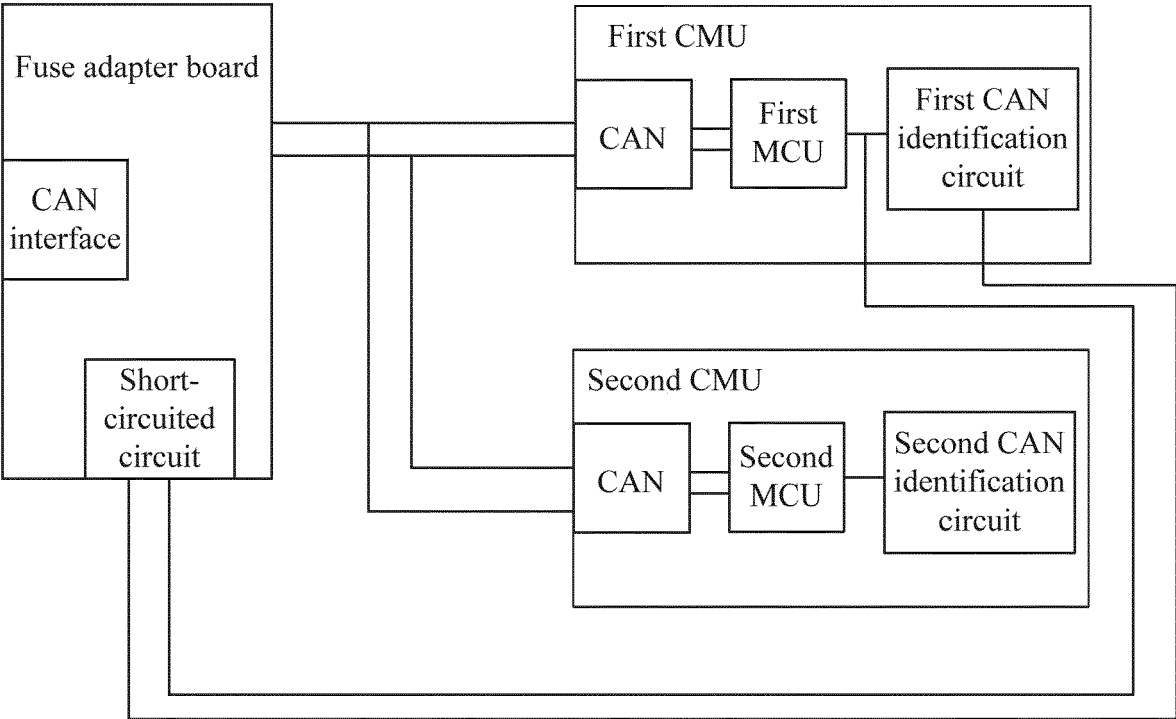 Fuse adapter board
CAN
interface
Short-
circuited
circuit
First CMU
CAN
First
MCU
First CAN
identification
circuit
Second CMU
CAN
Second
MCU
Second CAN
identification
circuit